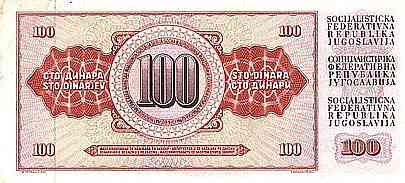 100
100
SOCIJALISTIČKA
FEDERATIVNA
REPUBLIKA
JUGOSLAVIJA
СТО ДИНАРА
STO DINARJEV
100
STO DINARA
СТО ДИНАРИ
СОЦИЈАЛИСТИЧКА
ФЕДЕРАТИВНА
РЕПУБЛИКА
ЈУГОСЛАВИЈА
SOCIALISTIČNA
FEDERATIVNA
REPUBLIKA
JUGOSLAVIJA
100
100
100